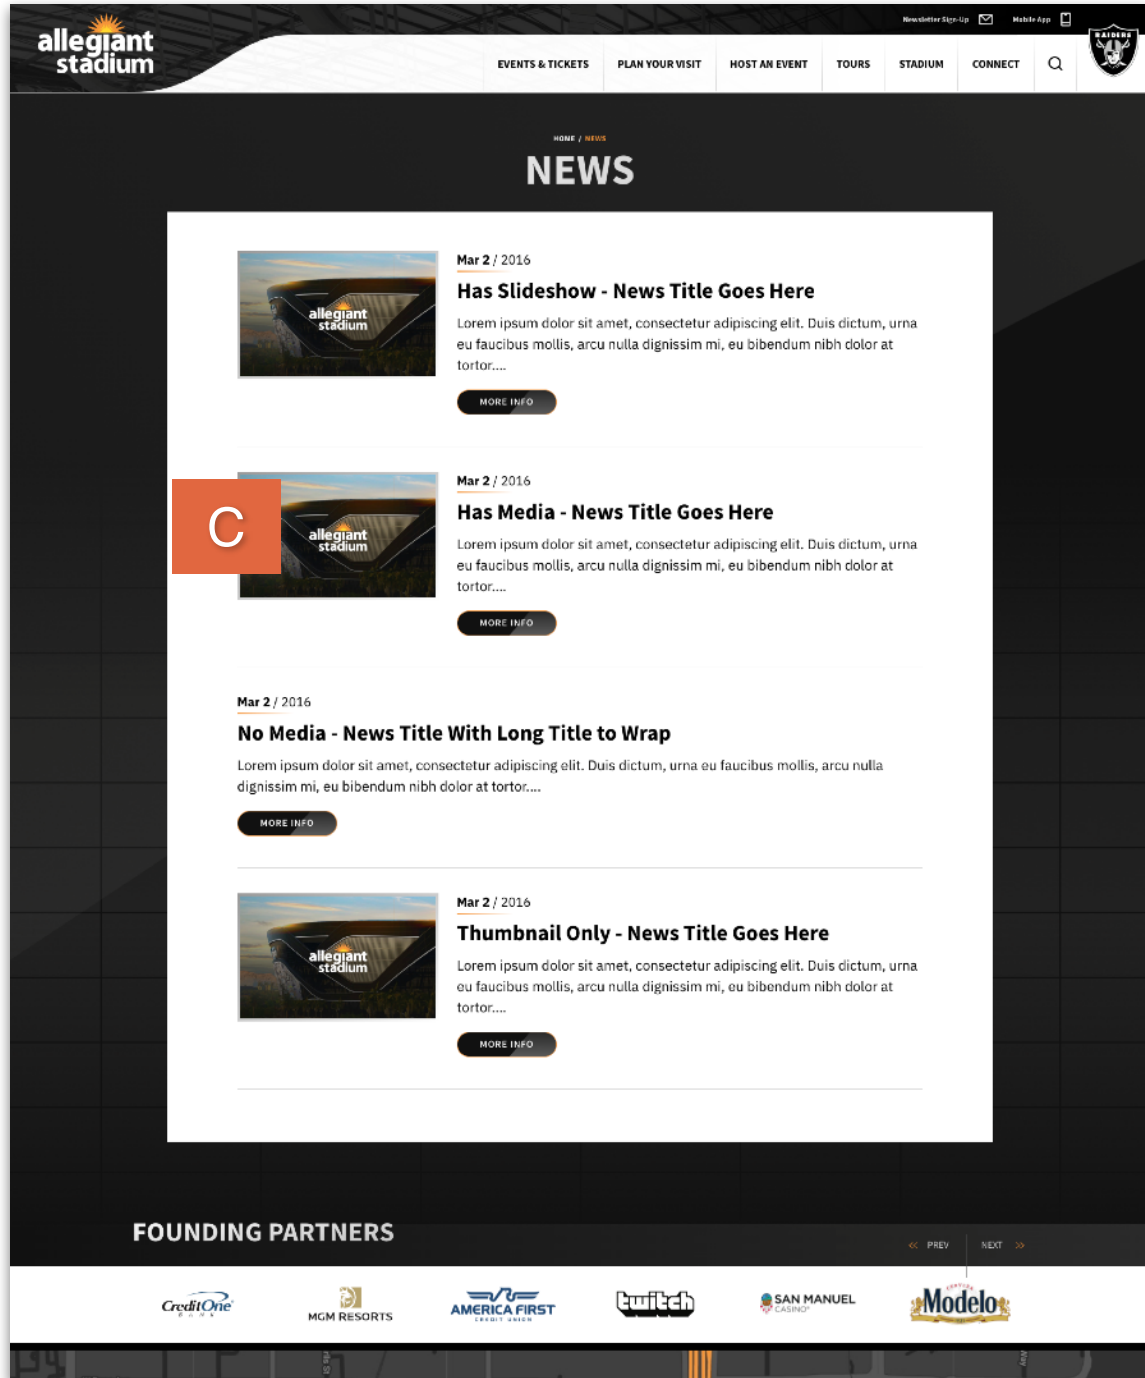 allegiant
stadium
Newsletter Sign-Up
Mobile App
RAIDERS
EVENTS & TICKETS
PLAN YOUR VISIT
HOST AN EVENT
TOURS
STADIUM
CONNECT
HOME / NEWS
NEWS
allegiant
stadium
Mar 2 / 2016
Has Slideshow - News Title Goes Here
Lorem ipsum dolor sit amet, consectetur adipiscing elit. Duis dictum, urna
eu faucibus mollis, arcu nulla dignissim mi, eu bibendum nibh dolor at
tortor....
MORE INFO
C
allegiant
stadium
Mar 2 / 2016
Has Media - News Title Goes Here
Lorem ipsum dolor sit amet, consectetur adipiscing elit. Duis dictum, urna
eu faucibus mollis, arcu nulla dignissim mi, eu bibendum nibh dolor at
tortor....
MORE INFO
Mar 2 / 2016
No Media - News Title With Long Title to Wrap
Lorem ipsum dolor sit amet, consectetur adipiscing elit. Duis dictum, urna eu faucibus mollis, arcu nulla
dignissim mi, eu bibendum nibh dolor at tortor....
MORE INFO
allegiant
stadium
Mar 2 / 2016
Thumbnail Only - News Title Goes Here
Lorem ipsum dolor sit amet, consectetur adipiscing elit. Duis dictum, urna
eu faucibus mollis, arcu nulla dignissim mi, eu bibendum nibh dolor at
tortor....
MORE INFO
FOUNDING PARTNERS
PREV
NEXT
CreditOne
BANK
MGM RESORTS
AMERICA FIRST
CREDIT UNION
twitch
SAN MANUEL
CASINO
Modelo
Way